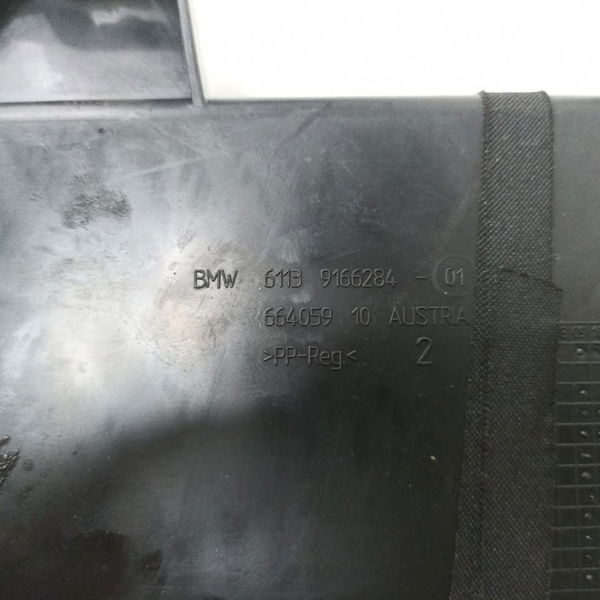 BMW 6113 9166284-01
664059 10 AUSTRIA
>PP-Reg.< 2